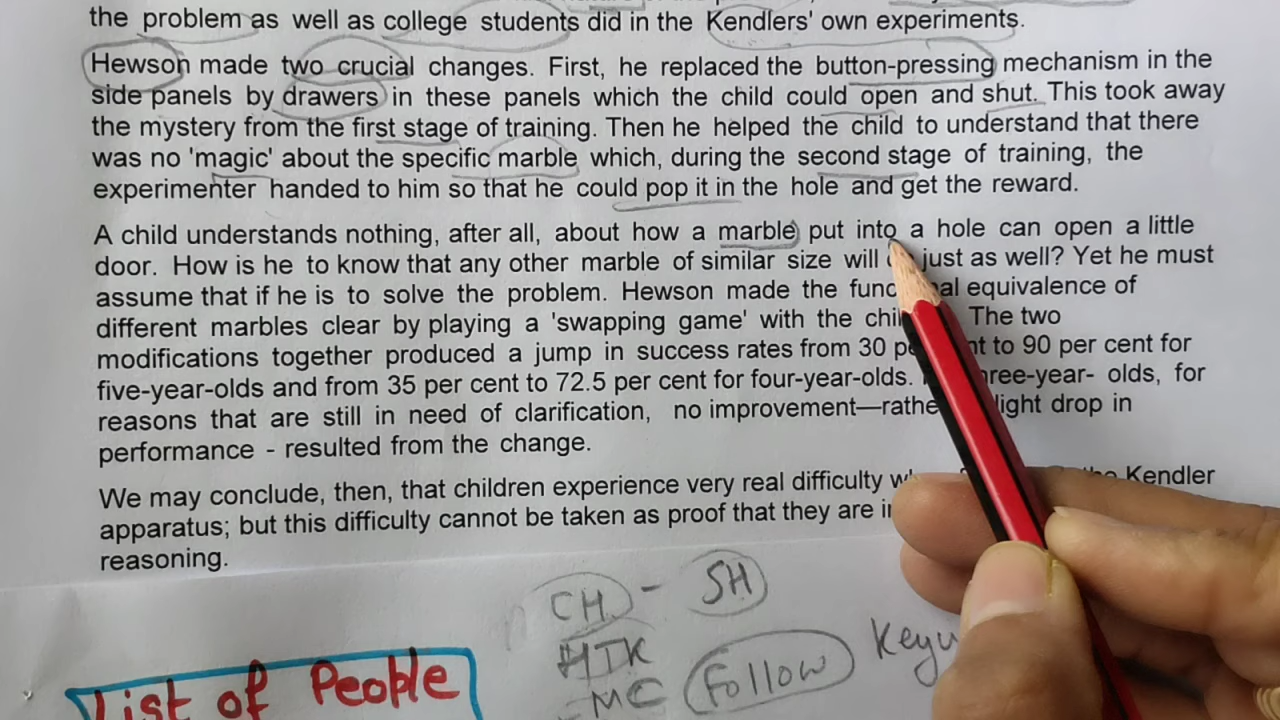 the problem as well as college students did in the Kendlers' own experiments.
Hewson made two crucial changes. First, he replaced the button-pressing mechanism in the
side panels by drawers in these panels which the child could open and shut. This took away
the mystery from the first stage of training. Then he helped the child to understand that there
was no 'magic' about the specific marble which, during the second stage of training, the
experimenter handed to him so that he could pop it in the hole and get the reward.
A child understands nothing, after all, about how a marble put into a hole can open a little
door. How is he to know that any other marble of similar size will just as well? Yet he must
assume that if he is to solve the problem. Hewson made the equivalence of
different marbles clear by playing a 'swapping game' with the The two
modifications together produced a jump in success rates from 30 to 90 per cent for
five-year-olds and from 35 per cent to 72.5 per cent for four-year-olds. olds, for
reasons that are still in need of clarification, no improvement— drop in
performance - resulted from the change.
We may conclude, then, that children experience very real difficulty Kendler
apparatus; but this difficulty cannot be taken as proof that they are
reasoning.
CH - SH
HTK
MC Follow
List of People